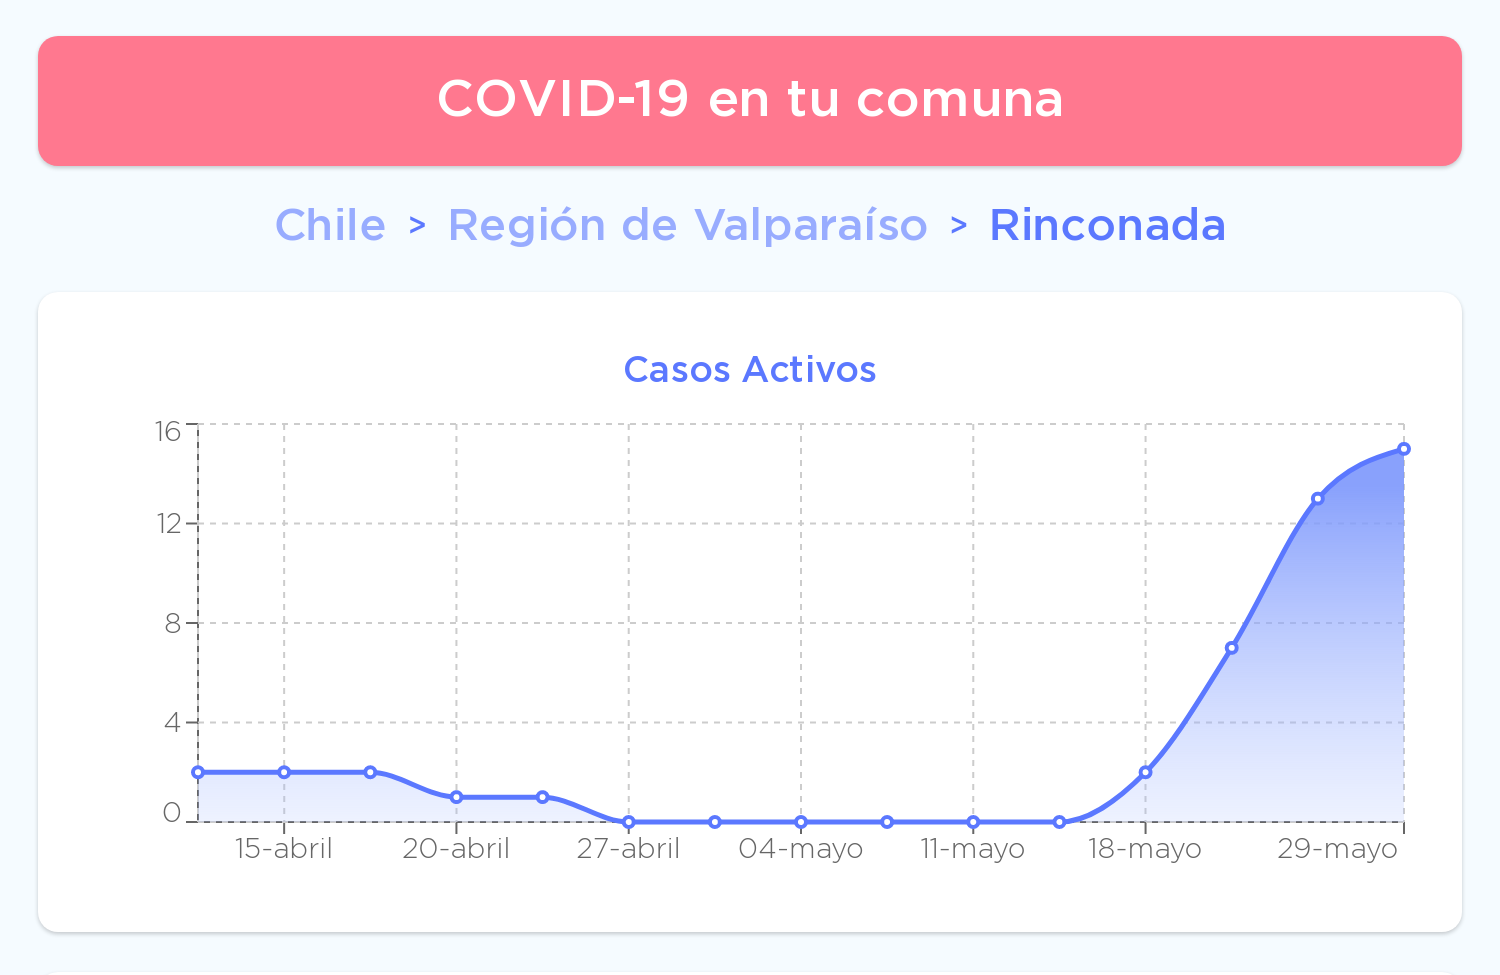 COVID-19 en tu comuna
Chile > Región de Valparaíso > Rinconada
Casos Activos
16
12
8
4
0
15-abril 20-abril 27-abril 04-mayo 11-mayo 18-mayo 29-mayo